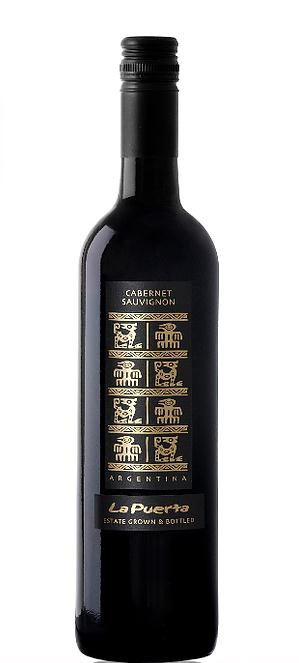 CABERNET
SAUVIGNON
ARGENTINA
La Puerta
ESTATE GROWN & BOTTLED